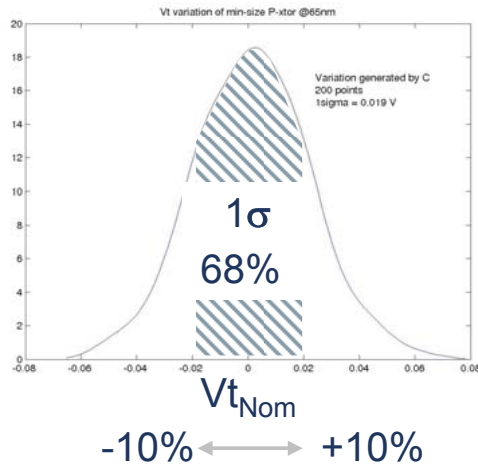 Vt variation of min-size P-xtor @65nm
20
18
16
14
12
10
8
6
4
2
0
Variation generated by C
200 points
1sigma = 0.019 V
1σ
68%
-0.08 -0.06 -0.04 -0.02 0 0.02 0.04 0.06 0.08
VtNom
-10% +10%